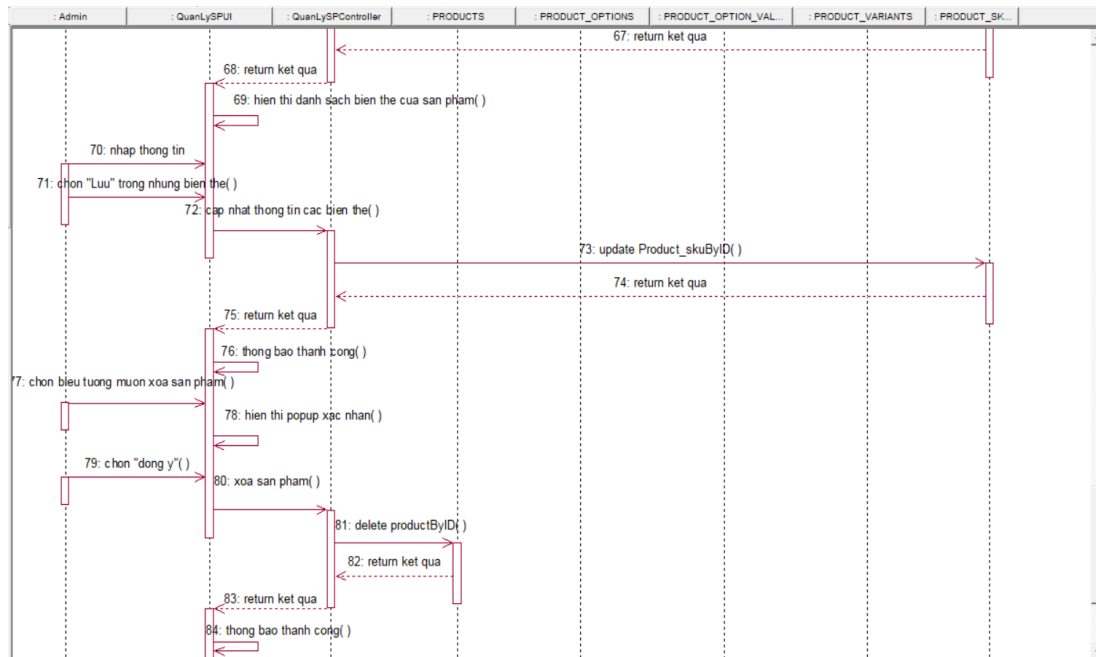 : Admin
: QuanLySPUI
: QuanLySPController
: PRODUCTS
: PRODUCT_OPTIONS
: PRODUCT_OPTION_VAL...
: PRODUCT_VARIANTS
: PRODUCT_SK...
67: return ket qua
68: return ket qua
69: hien thi danh sach bien the cua san pham( )
70: nhap thong tin
71: chon "Luu" trong nhung bien the( )
72: cap nhat thong tin cac bien the( )
73: update Product_skuByID( )
74: return ket qua
75: return ket qua
76: thong bao thanh cong( )
77: chon bieu tuong muon xoa san pham( )
78: hien thi popup xac nhan( )
79: chon "dong y"( )
80: xoa san pham( )
81: delete productByID( )
82: return ket qua
83: return ket qua
84: thong bao thanh cong( )